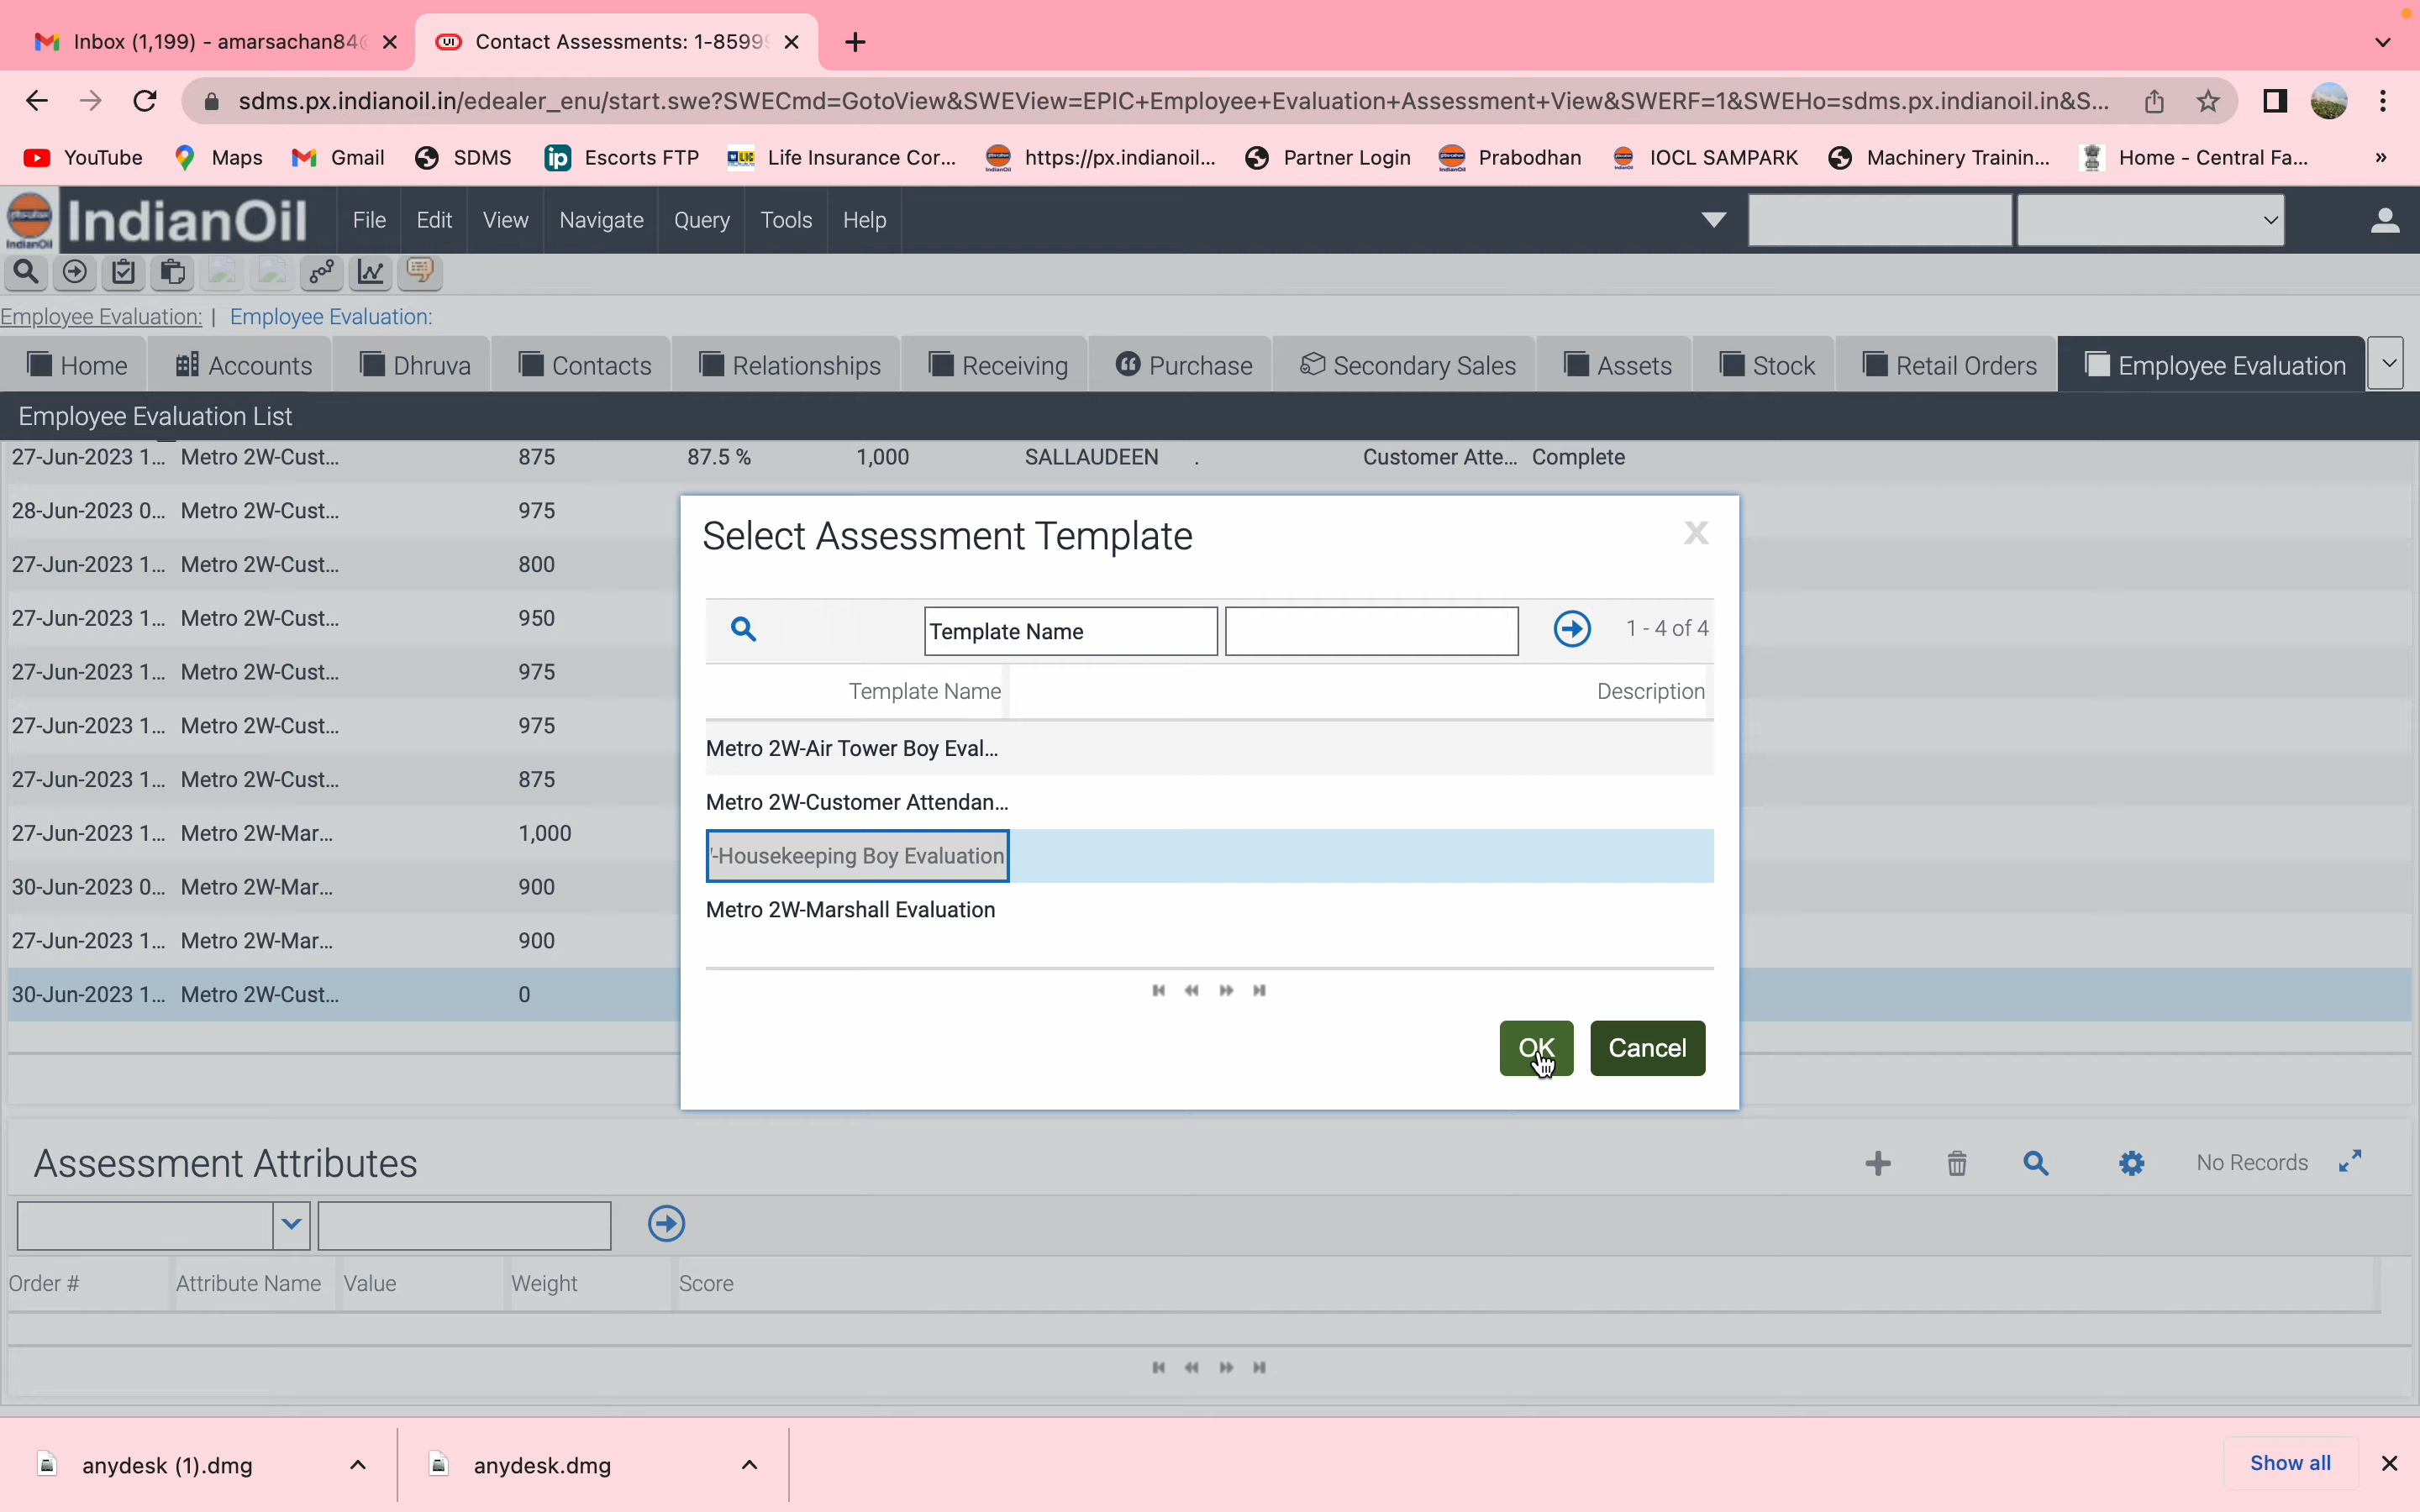 Inbox (1,199) - amarsachan84@
Contact Assessments: 1-85999
sdms.px.indianoil.in/edealer_enu/start.swe?SWECmd=GotoView&SWEView=EPIC+Employee+Evaluation+Assessment+View&SWERF=1&SWEHo=sdms.px.indianoil.in&S...
YouTube Maps Gmail SDMS Escorts FTP Life Insurance Cor... https://px.indianoil... Partner Login Prabodhan IOCL SAMPARK Machinery Trainin... Home - Central Fa... »
IndianOil File Edit View Navigate Query Tools Help
Employee Evaluation: | Employee Evaluation:
Home Accounts Dhruva Contacts Relationships Receiving Purchase Secondary Sales Assets Stock Retail Orders Employee Evaluation
Employee Evaluation List
27-Jun-2023 1... Metro 2W-Cust... 875 87.5 % 1,000 SALLAUDEEN . Customer Atte... Complete
28-Jun-2023 0... Metro 2W-Cust... 975
27-Jun-2023 1... Metro 2W-Cust... 800
27-Jun-2023 1... Metro 2W-Cust... 950
27-Jun-2023 1... Metro 2W-Cust... 975
27-Jun-2023 1... Metro 2W-Cust... 975
27-Jun-2023 1... Metro 2W-Cust... 875
27-Jun-2023 1... Metro 2W-Mar... 1,000
30-Jun-2023 0... Metro 2W-Mar... 900
27-Jun-2023 1... Metro 2W-Mar... 900
30-Jun-2023 1... Metro 2W-Cust... 0
Select Assessment Template X
Template Name 1 - 4 of 4
Template Name Description
Metro 2W-Air Tower Boy Eval...
Metro 2W-Customer Attendan...
-Housekeeping Boy Evaluation
Metro 2W-Marshall Evaluation
OK Cancel
Assessment Attributes No Records
Order # Attribute Name Value Weight Score
anydesk (1).dmg anydesk.dmg Show all